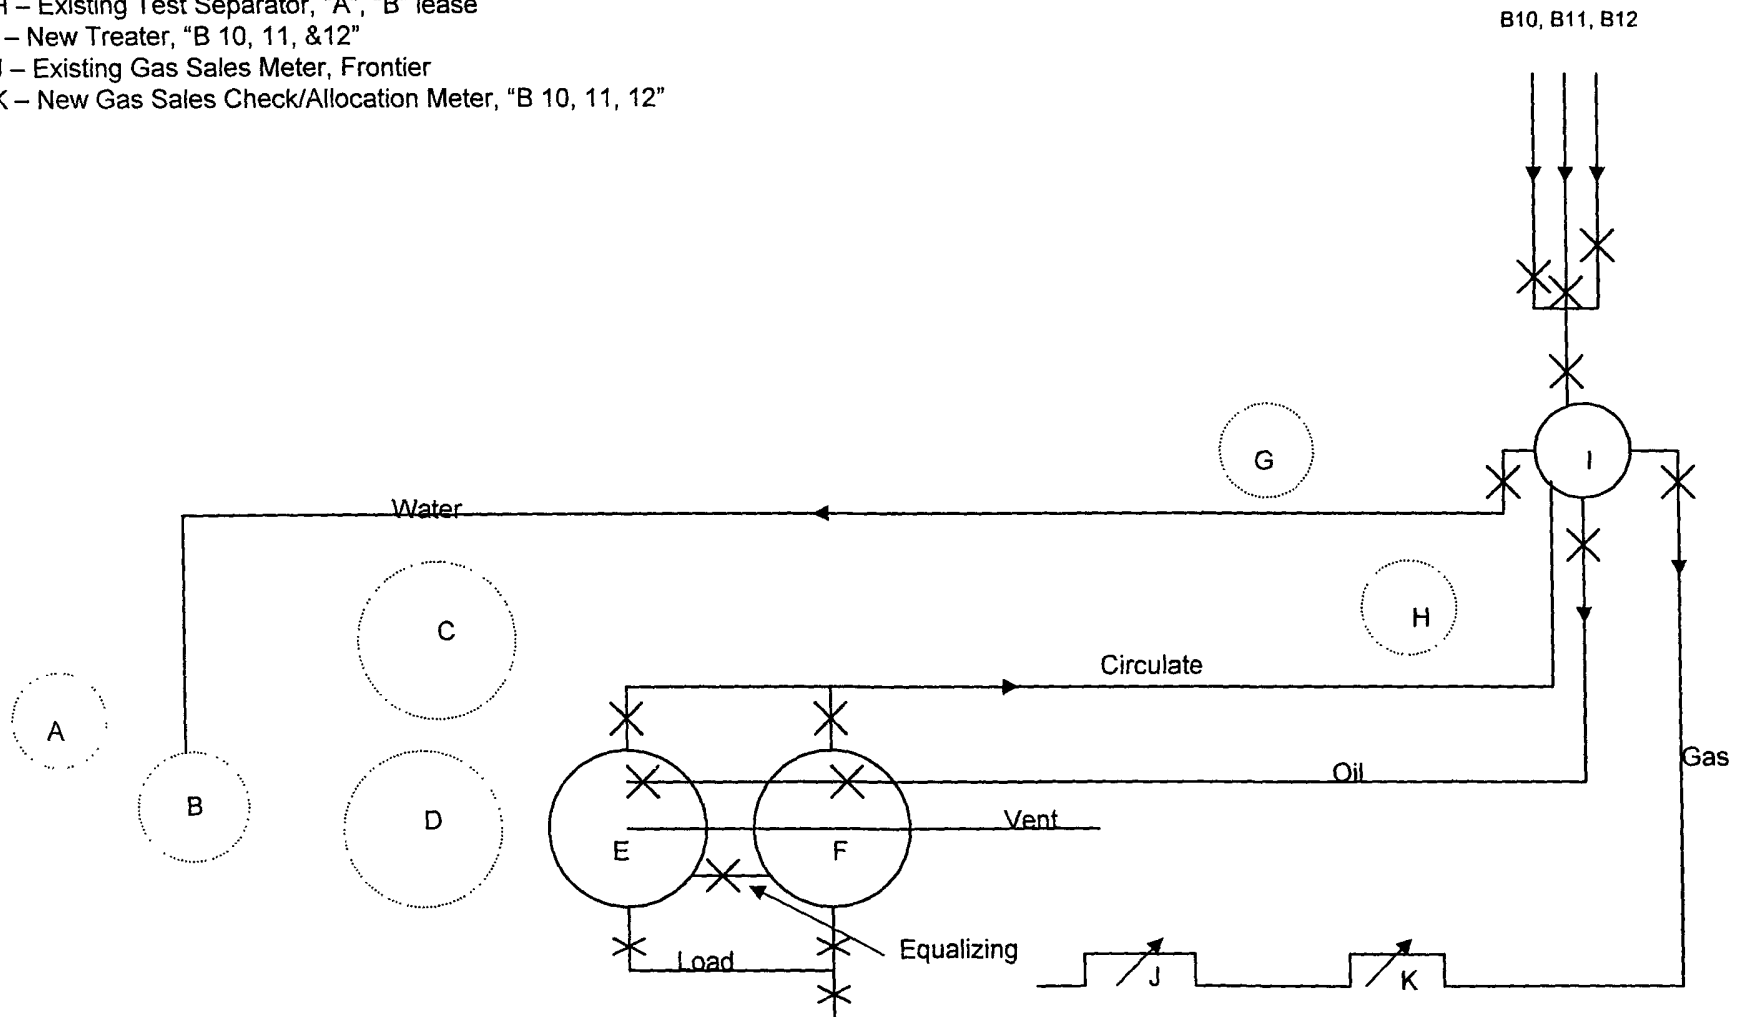 H – Existing Test Separator, "A", "B" lease
– New Treater, “B 10, 11, &12”
J – Existing Gas Sales Meter, Frontier
K – New Gas Sales Check/Allocation Meter, “B 10, 11, 12”
B10, B11, B12
G
I
Water
C
H
Circulate
A
Gas
Oil
B
D
Vent
E
F
Equalizing
Load
J
K